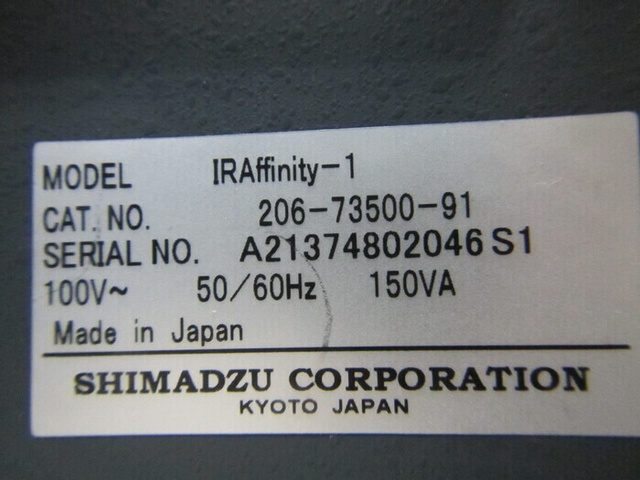 MODEL IRAffinity-1
CAT. NO. 206-73500-91
SERIAL NO. A21374802046 S1
100V~ 50/60Hz 150VA
Made in Japan
SHIMADZU CORPORATION
KYOTO JAPAN